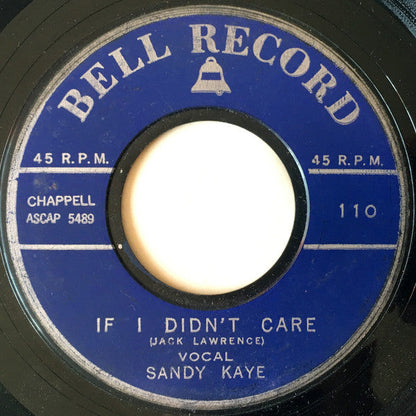 BELL RECORD
45 R.P.M.
45 R.P.M.
CHAPPELL
ASCAP 5489
110
IF I DIDN'T CARE
(JACK LAWRENCE)
VOCAL
SANDY KAYE